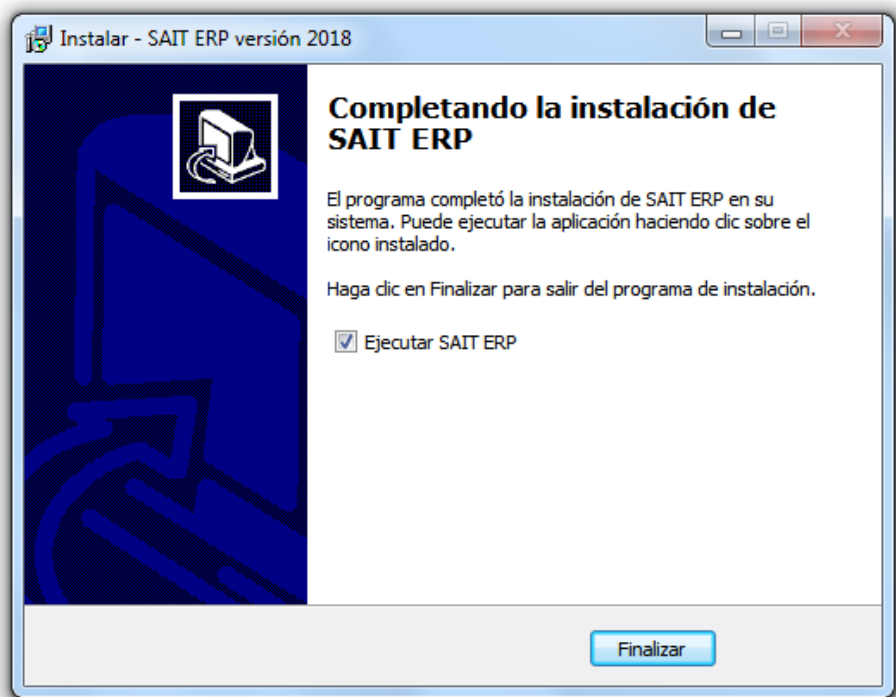 Instalar - SAIT ERP versión 2018
Completando la instalación de
SAIT ERP
El programa completó la instalación de SAIT ERP en su
sistema. Puede ejecutar la aplicación haciendo clic sobre el
icono instalado.
Haga clic en Finalizar para salir del programa de instalación.
Ejecutar SAIT ERP
Finalizar